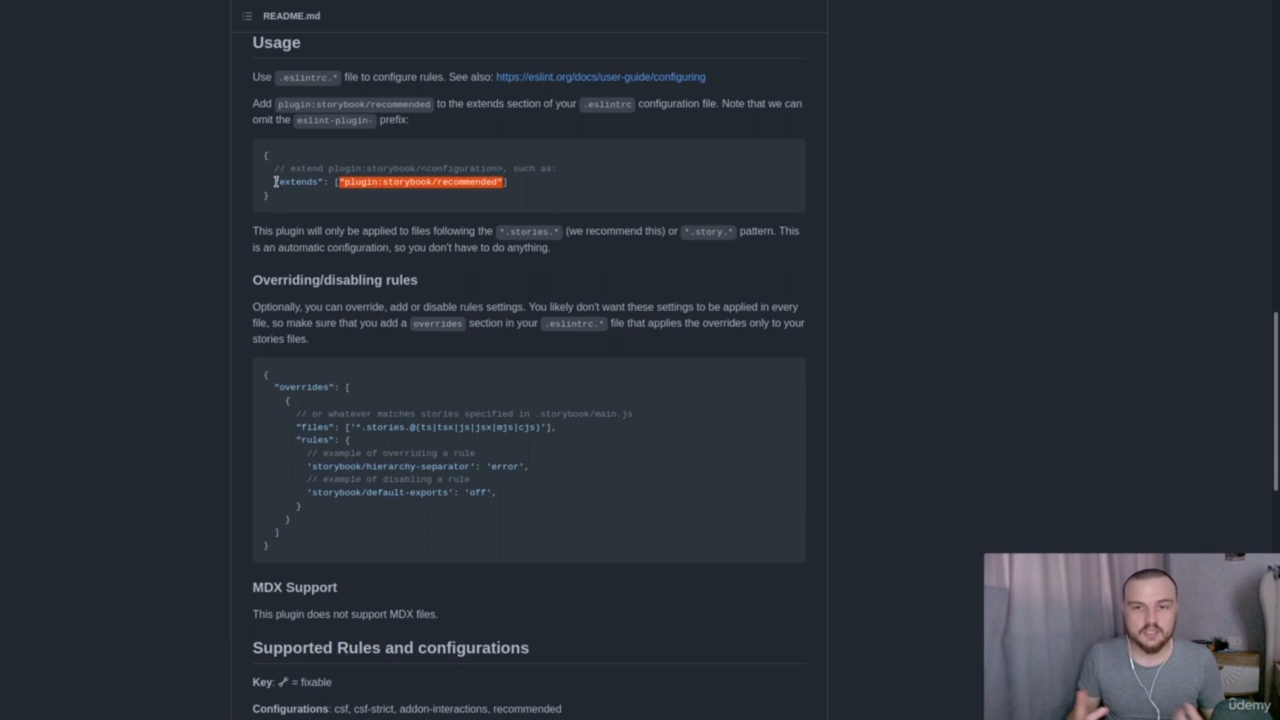 README.md
Usage
Use .eslintrc.* file to configure rules. See also: https://eslint.org/docs/user-guide/configuring
Add plugin:storybook/recommended to the extends section of your .eslintrc configuration file. Note that we can
omit the eslint-plugin- prefix:
{
// extend plugin:storybook/<configuration>, such as:
extends": ["plugin:storybook/recommended"]
}
This plugin will only be applied to files following the *.stories.* (we recommend this) or *.story.* pattern. This
is an automatic configuration, so you don't have to do anything.
Overriding/disabling rules
Optionally, you can override, add or disable rules settings. You likely don't want these settings to be applied in every
file, so make sure that you add a overrides section in your .eslintrc.* file that applies the overrides only to your
stories files.
{
"overrides": [
{
// or whatever matches stories specified in .storybook/main.js
"files": ['*.stories.@(ts|tsx|js|jsx|mjs|cjs)'],
"rules": {
// example of overriding a rule
'storybook/hierarchy-separator': 'error',
// example of disabling a rule
'storybook/default-exports': 'off',
}
}
]
}
MDX Support
This plugin does not support MDX files.
Supported Rules and configurations
Key: 🔧 = fixable
Configurations: csf, csf-strict, addon-interactions, recommended
ûdemy